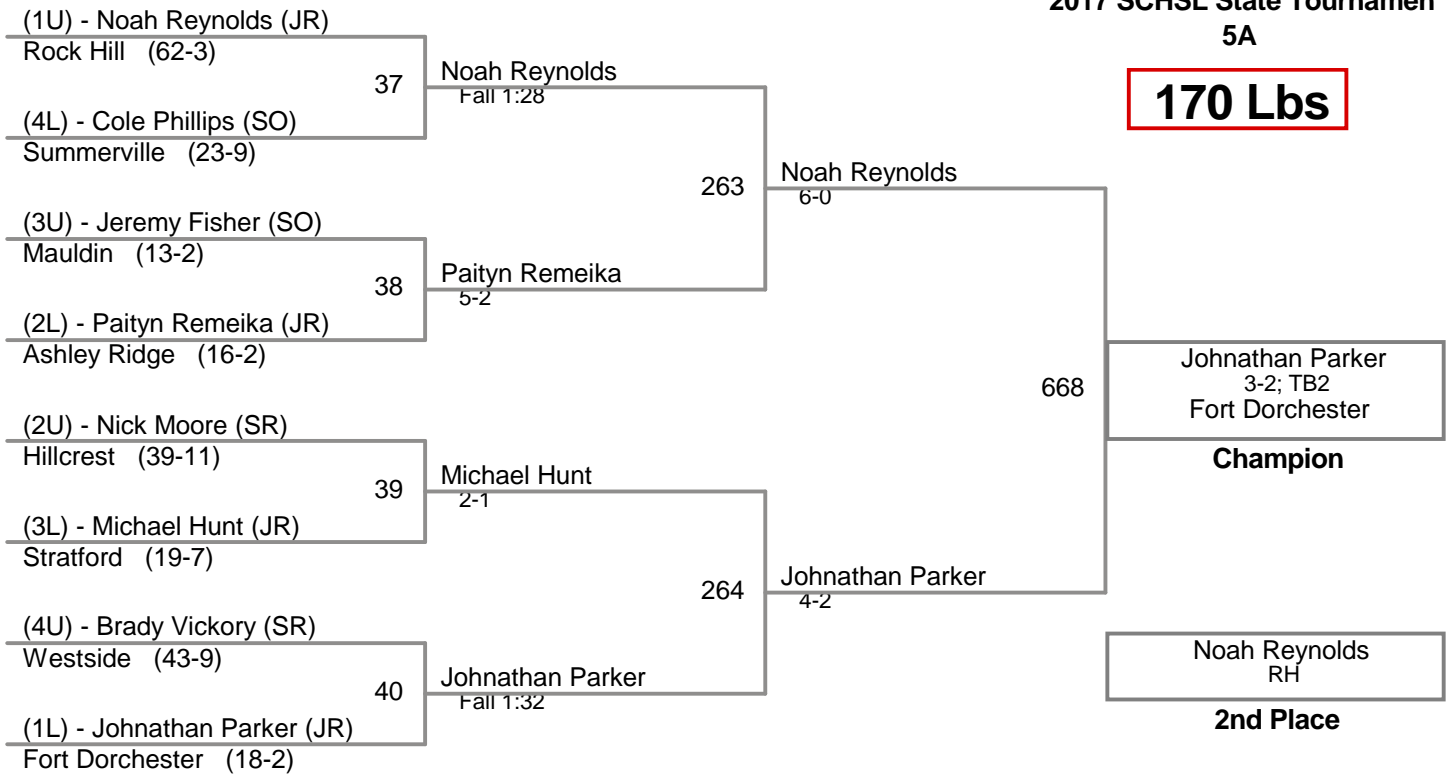 2017 SCHSL State Tournamen
5A
170 Lbs
(1U) - Noah Reynolds (JR)
Rock Hill (62-3)
37
(4L) - Cole Phillips (SO)
Summerville (23-9)
(3U) - Jeremy Fisher (SO)
Mauldin (13-2)
38
(2L) - Paityn Remeika (JR)
Ashley Ridge (16-2)
(2U) - Nick Moore (SR)
Hillcrest (39-11)
39
(3L) - Michael Hunt (JR)
Stratford (19-7)
(4U) - Brady Vickory (SR)
Westside (43-9)
40
(1L) - Johnathan Parker (JR)
Fort Dorchester (18-2)
Noah Reynolds
Fall 1:28
263
Paityn Remeika
5-2
Michael Hunt
2-1
264
Johnathan Parker
Fall 1:32
Noah Reynolds
6-0
668
Johnathan Parker
4-2
Johnathan Parker
3-2; TB2
Fort Dorchester
Champion
Noah Reynolds
RH
2nd Place